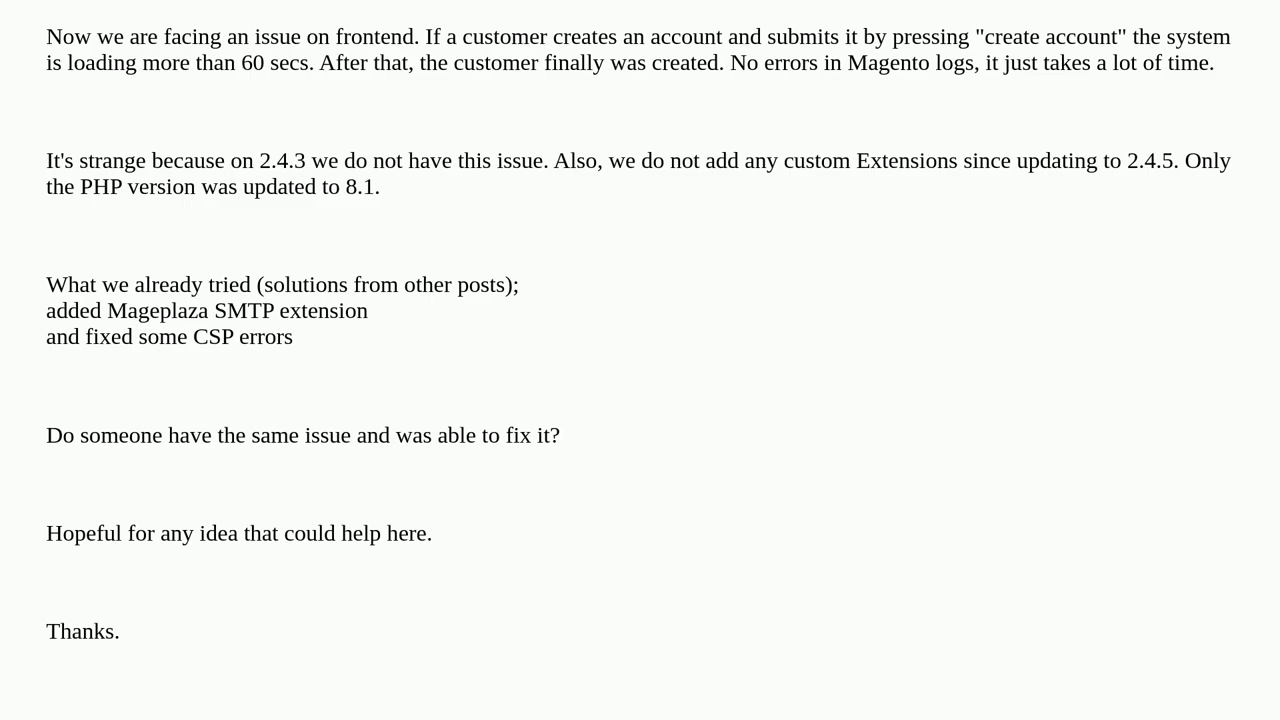 Now we are facing an issue on frontend. If a customer creates an account and submits it by pressing "create account" the system
is loading more than 60 secs. After that, the customer finally was created. No errors in Magento logs, it just takes a lot of time.
It's strange because on 2.4.3 we do not have this issue. Also, we do not add any custom Extensions since updating to 2.4.5. Only
the PHP version was updated to 8.1.
What we already tried (solutions from other posts);
added Mageplaza SMTP extension
and fixed some CSP errors
Do someone have the same issue and was able to fix it?
Hopeful for any idea that could help here.
Thanks.